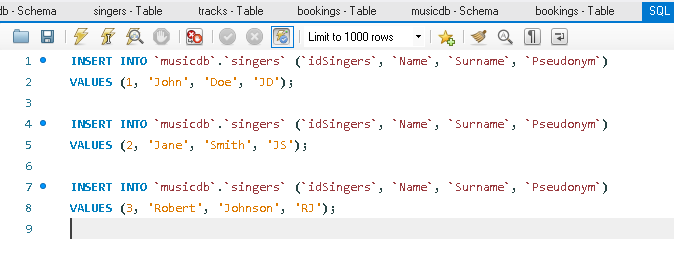 db - Schema singers - Table tracks - Table bookings - Table musicdb - Schema bookings - Table SQL
Limit to 1000 rows
1 INSERT INTO `musicdb`.`singers` (`idSingers`, `Name`, `Surname`, `Pseudonym`)
2 VALUES (1, 'John', 'Doe', 'JD');
3
4 INSERT INTO `musicdb`.`singers` (`idSingers`, `Name`, `Surname`, `Pseudonym`)
5 VALUES (2, 'Jane', 'Smith', 'JS');
6
7 INSERT INTO `musicdb`.`singers` (`idSingers`, `Name`, `Surname`, `Pseudonym`)
8 VALUES (3, 'Robert', 'Johnson', 'RJ');
9